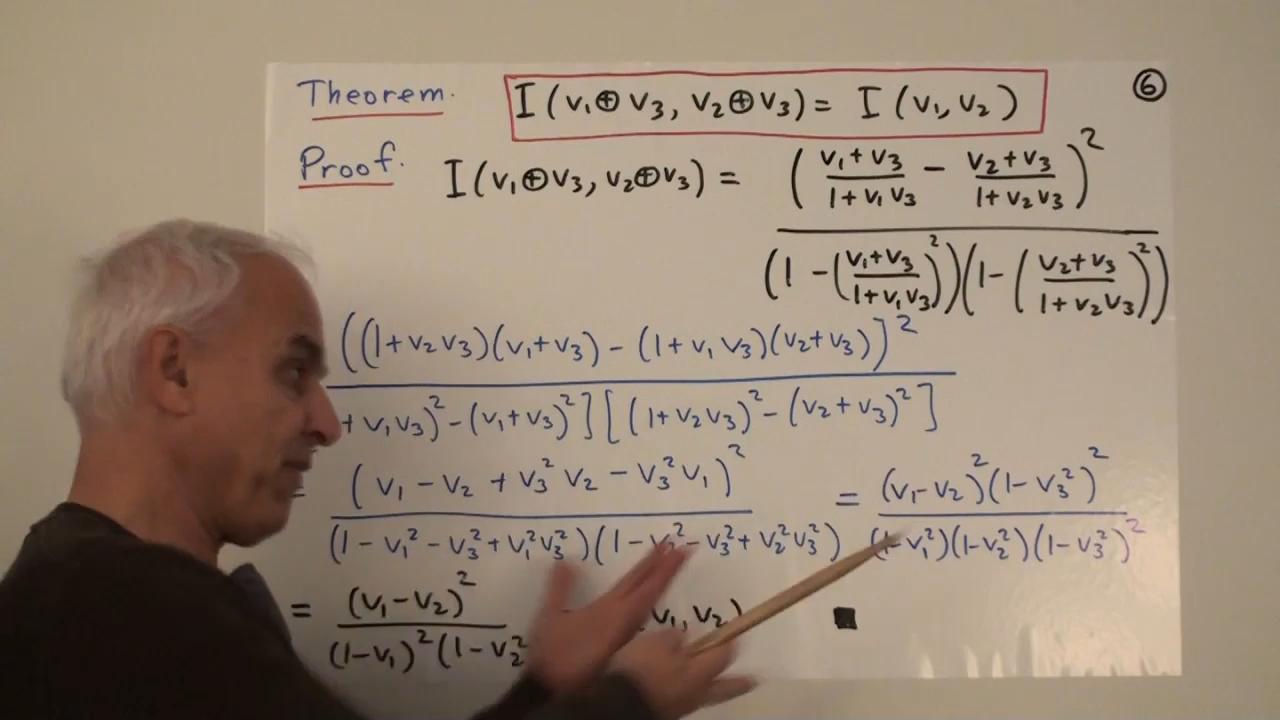 Theorem. I (v₁⊕v₃, v₂⊕v₃) = I (v₁, v₂) ⑥
Proof. I (v₁⊕v₃, v₂⊕v₃) = ( (v₁+v₃)/(1+v₁v₃) − (v₂+v₃)/(1+v₂v₃) )² / (1 − ((v₁+v₃)/(1+v₁v₃))²)(1 − ((v₂+v₃)/(1+v₂v₃))²)
((1+v₂v₃)(v₁+v₃) − (1+v₁v₃)(v₂+v₃)]² / + v₁v₃)² − (v₁+v₃)²] [(1+v₂v₃)² − (v₂+v₃)²]
= (v₁ − v₂ + v₃²v₂ − v₃²v₁)² / (1 − v₁² − v₃² + v₁²v₃²)(1 − v₂² − v₃² + v₂²v₃²) = (v₁−v₂)²(1−v₃²)² / (1−v₁²)(1−v₂²)(1−v₃²)²
= (v₁−v₂)² / (1−v₁)²(1−v₂² v₁, v₂) ■